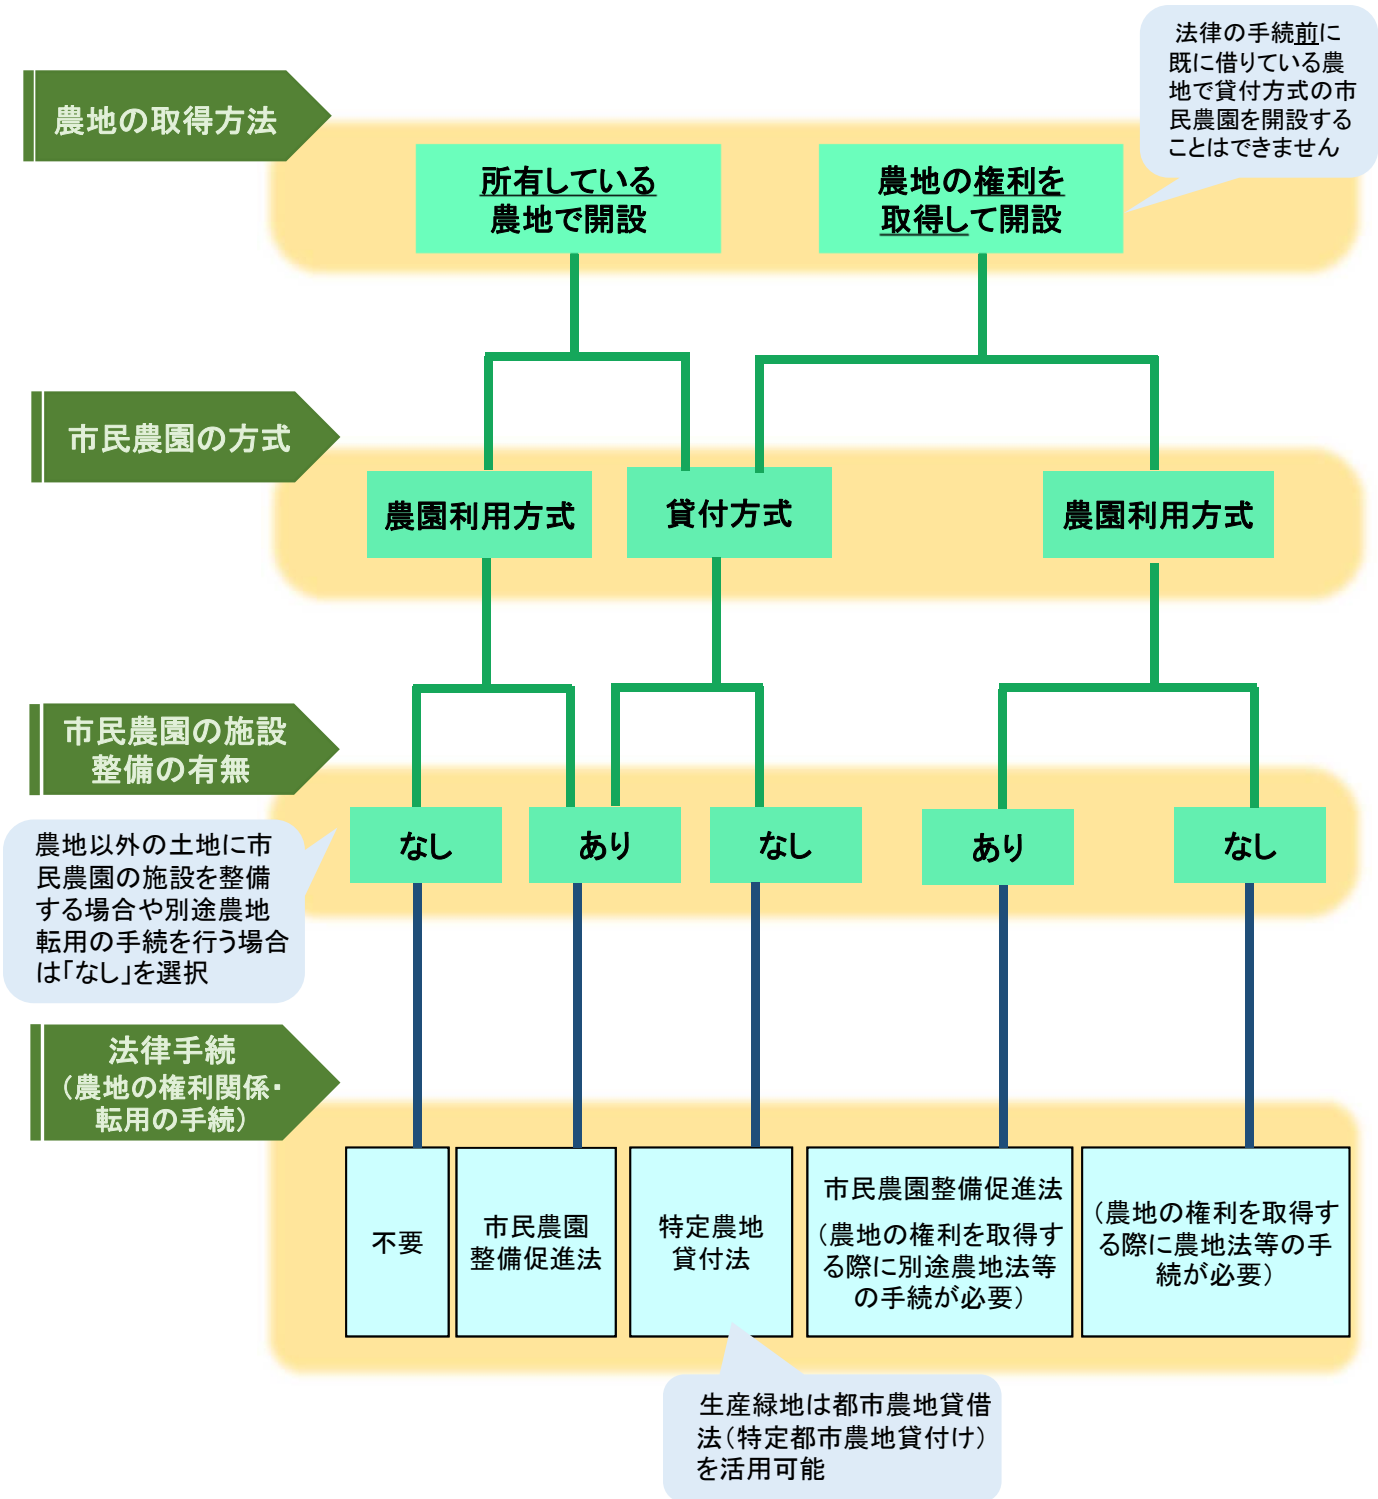 法律の手続前に
既に借りている農
地で貸付方式の市
民農園を開設する
ことはできません
農地の取得方法
所有している
農地で開設
農地の権利を
取得して開設
市民農園の方式
農園利用方式
貸付方式
農園利用方式
市民農園の施設
整備の有無
なし
あり
なし
あり
なし
農地以外の土地に市
民農園の施設を整備
する場合や別途農地
転用の手続を行う場合
は「なし」を選択
法律手続
（農地の権利関係・
転用の手続）
不要
市民農園
整備促進法
特定農地
貸付法
市民農園整備促進法
（農地の権利を取得す
る際に別途農地法等
の手続が必要）
（農地の権利を取得す
る際に農地法等の手
続が必要）
生産緑地は都市農地貸借
法（特定都市農地貸付け）
を活用可能